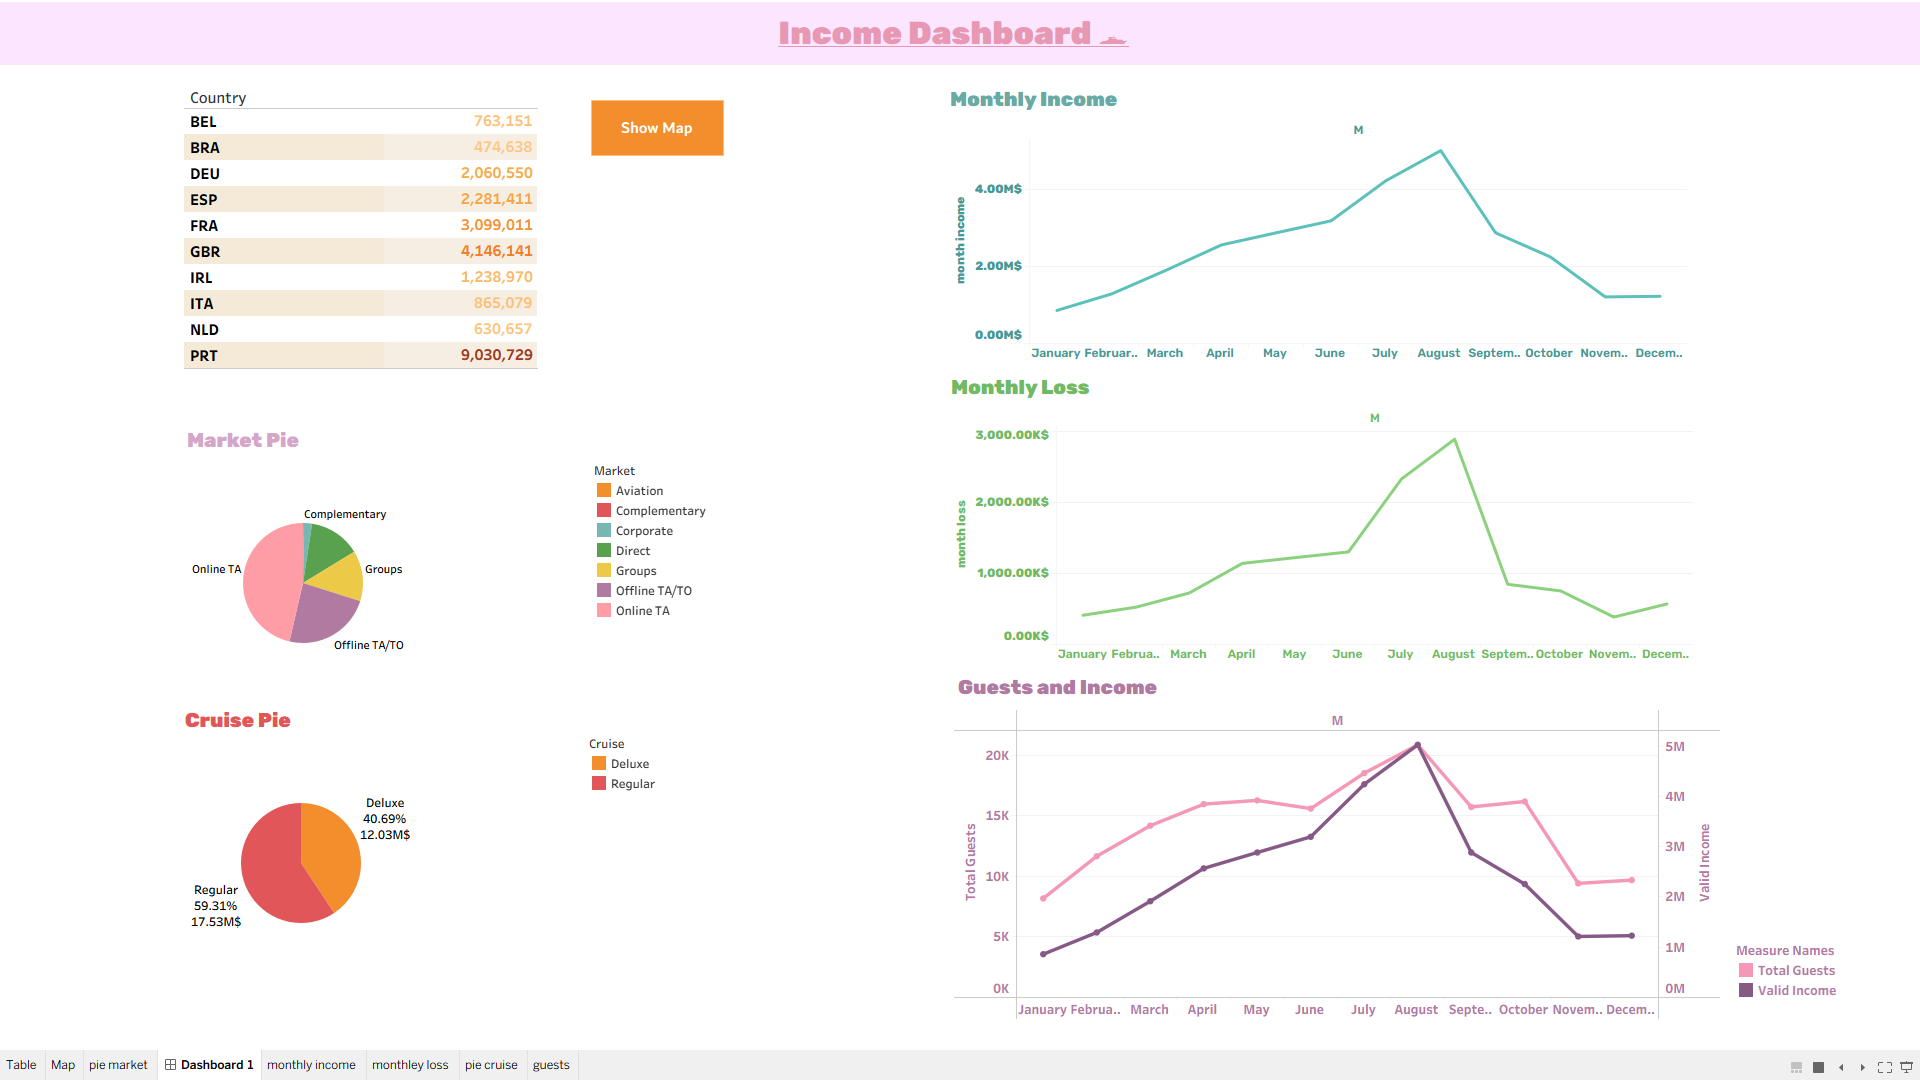 Income Dashboard
Country
BEL 763,151
BRA 474,638
DEU 2,060,550
ESP 2,281,411
FRA 3,099,011
GBR 4,146,141
IRL 1,238,970
ITA 865,079
NLD 630,657
PRT 9,030,729
Show Map
Market Pie
Complementary
Online TA
Groups
Offline TA/TO
Market
Aviation
Complementary
Corporate
Direct
Groups
Offline TA/TO
Online TA
Cruise Pie
Deluxe
40.69%
12.03M$
Regular
59.31%
17.53M$
Cruise
Deluxe
Regular
Monthly Income
M
month income
4.00M$
2.00M$
0.00M$
January Februar.. March April May June July August Septem.. October Novem.. Decem..
Monthly Loss
M
month loss
3,000.00K$
2,000.00K$
1,000.00K$
0.00K$
January Februa.. March April May June July August Septem.. October Novem.. Decem..
Guests and Income
M
Total Guests
20K
15K
10K
5K
0K
5M
4M
3M
2M
1M
0M
Valid Income
January Februa.. March April May June July August Septe.. October Novem.. Decem..
Measure Names
Total Guests
Valid Income
Table Map pie market Dashboard 1 monthly income monthley loss pie cruise guests